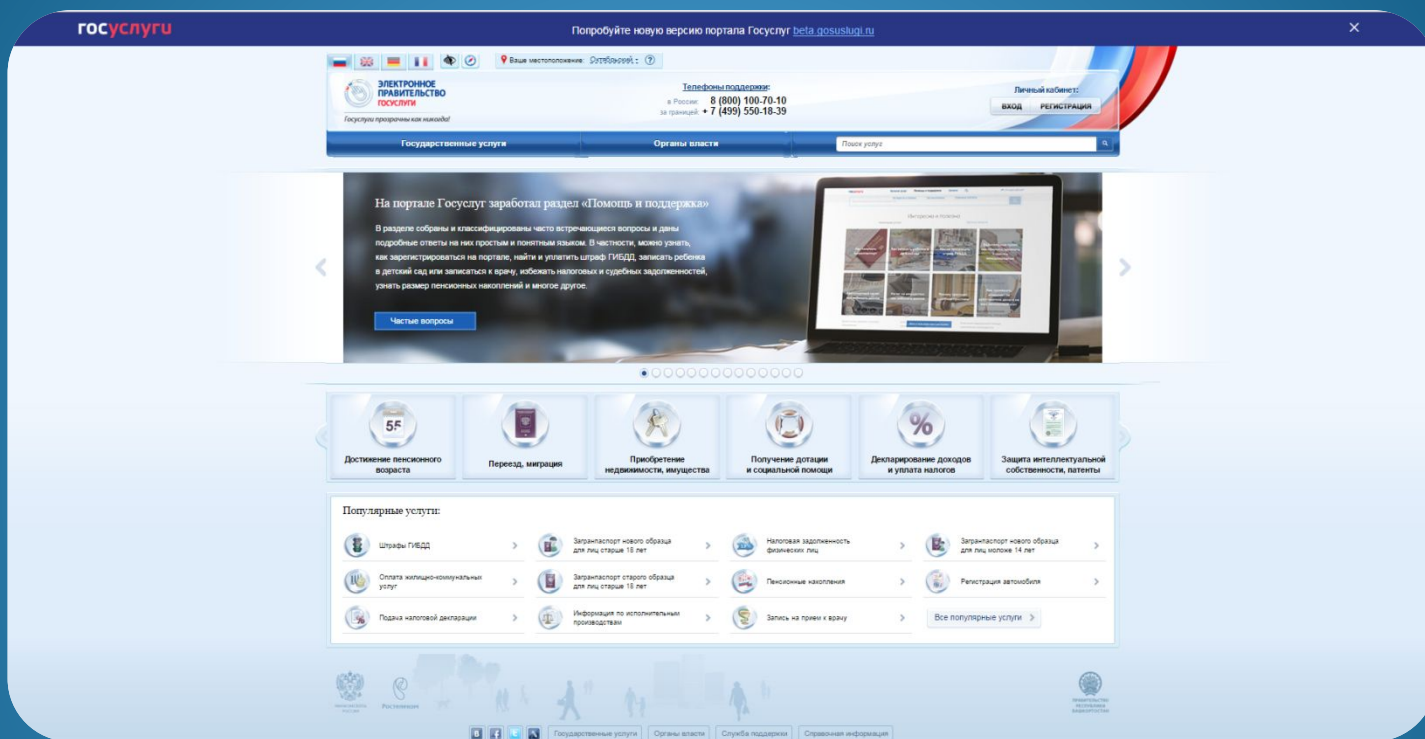 госуслуги
Попробуйте новую версию портала Госуслуг beta.gosuslugi.ru
Ваше местоположение: Октябрьский
ЭЛЕКТРОННОЕ
ПРАВИТЕЛЬСТВО
ГОСУСЛУГИ
Госуслуги прозрачны как никогда!
Телефоны поддержки:
в России 8 (800) 100-70-10
за границей + 7 (499) 550-18-39
Личный кабинет:
ВХОД РЕГИСТРАЦИЯ
Государственные услуги Органы власти Поиск услуг
На портале Госуслуг заработал раздел «Помощь и поддержка»
В разделе собраны и классифицированы часто встречающиеся вопросы и даны
подробные ответы на них простым и понятным языком. В частности, можно узнать,
как зарегистрироваться на портале, найти и уплатить штраф ГИБДД, записать ребенка
в детский сад или записаться к врачу, избежать налоговых и судебных задолженностей,
узнать размер пенсионных накоплений и многое другое.
Частые вопросы
Достижение пенсионного
возраста
Переезд, миграция
Приобретение
недвижимости, имущества
Получение дотации
и социальной помощи
Декларирование доходов
и уплата налогов
Защита интеллектуальной
собственности, патенты
Популярные услуги:
Штрафы ГИБДД
Загранпаспорт нового образца
для лиц старше 18 лет
Налоговая задолженность
физических лиц
Загранпаспорт нового образца
для лиц моложе 14 лет
Оплата жилищно-коммунальных
услуг
Загранпаспорт старого образца
для лиц старше 18 лет
Пенсионные накопления
Регистрация автомобиля
Подача налоговой декларации
Информация по исполнительным
производствам
Запись на прием к врачу
Все популярные услуги
Ростелеком
Государственные услуги Органы власти Служба поддержки Справочная информация